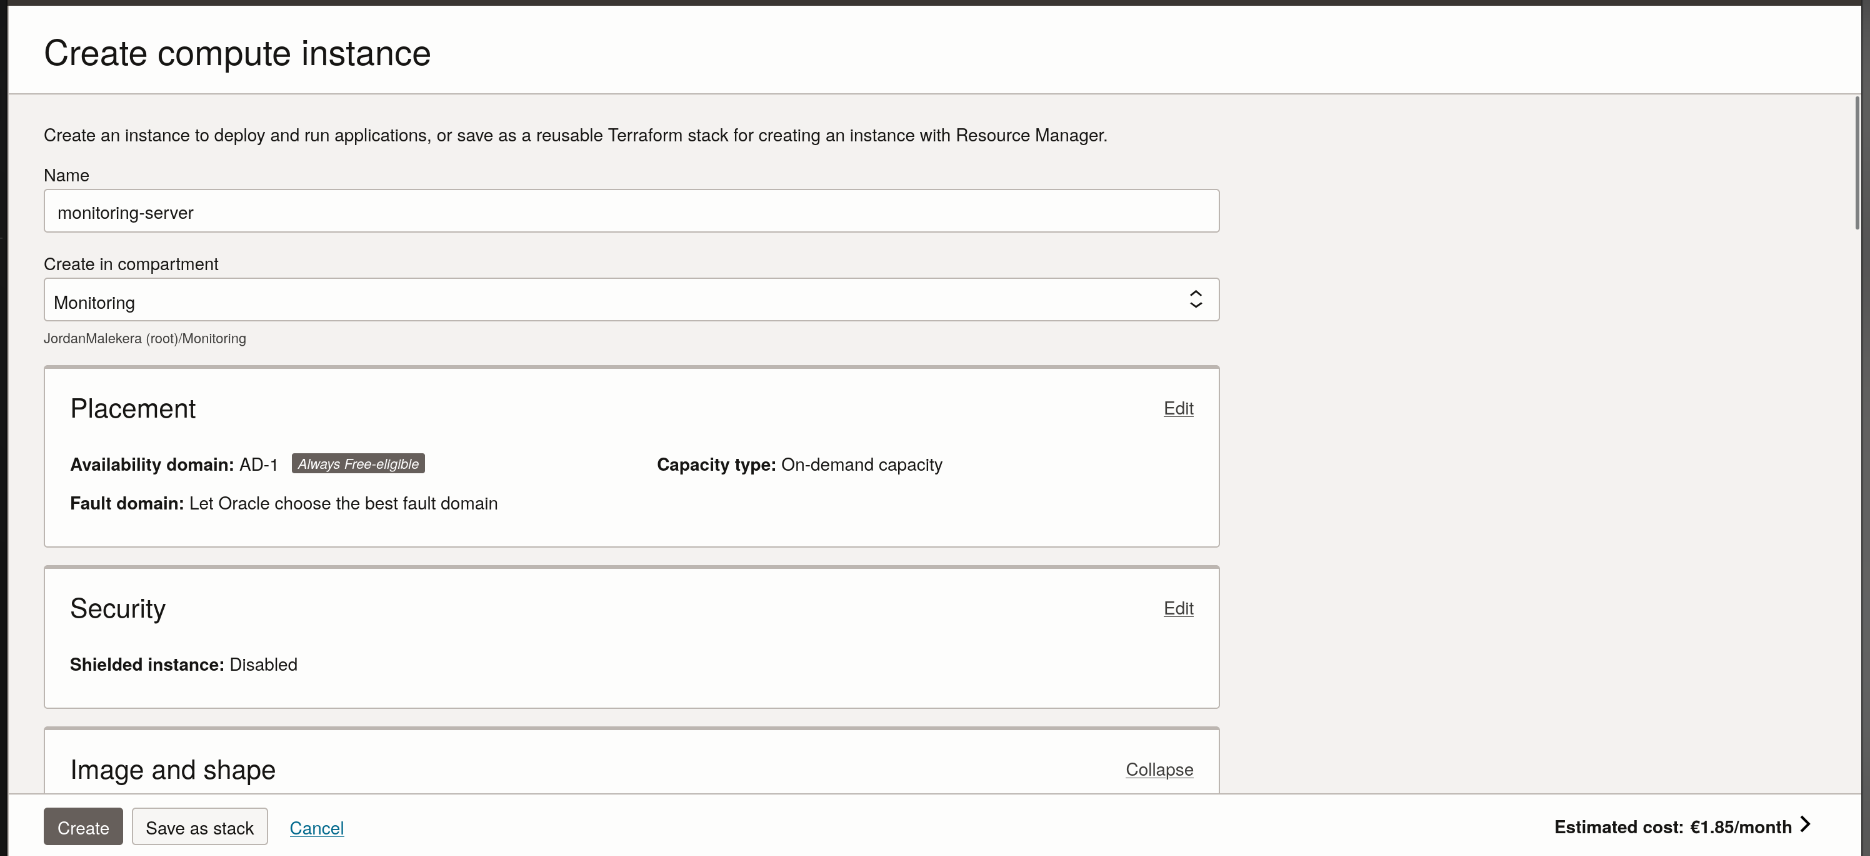 Create compute instance
Create an instance to deploy and run applications, or save as a reusable Terraform stack for creating an instance with Resource Manager.
Name
monitoring-server
Create in compartment
Monitoring
JordanMalekera (root)/Monitoring
Placement
Edit
Availability domain: AD-1 Always Free-eligible
Capacity type: On-demand capacity
Fault domain: Let Oracle choose the best fault domain
Security
Edit
Shielded instance: Disabled
Image and shape
Collapse
Create
Save as stack
Cancel
Estimated cost: €1.85/month